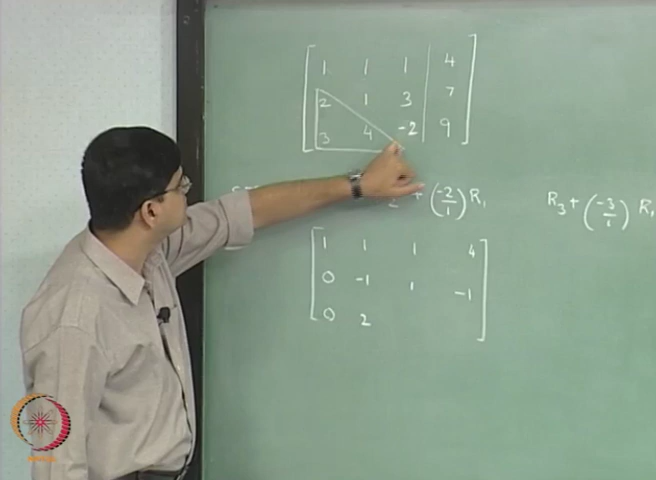 1 1 1 | 4
2 1 3 | 7
3 4 -2 | 9
2 + (-2/1) R₁ R₃ + (-3/1) R₁
1 1 1 4
0 -1 1 -1
0 2